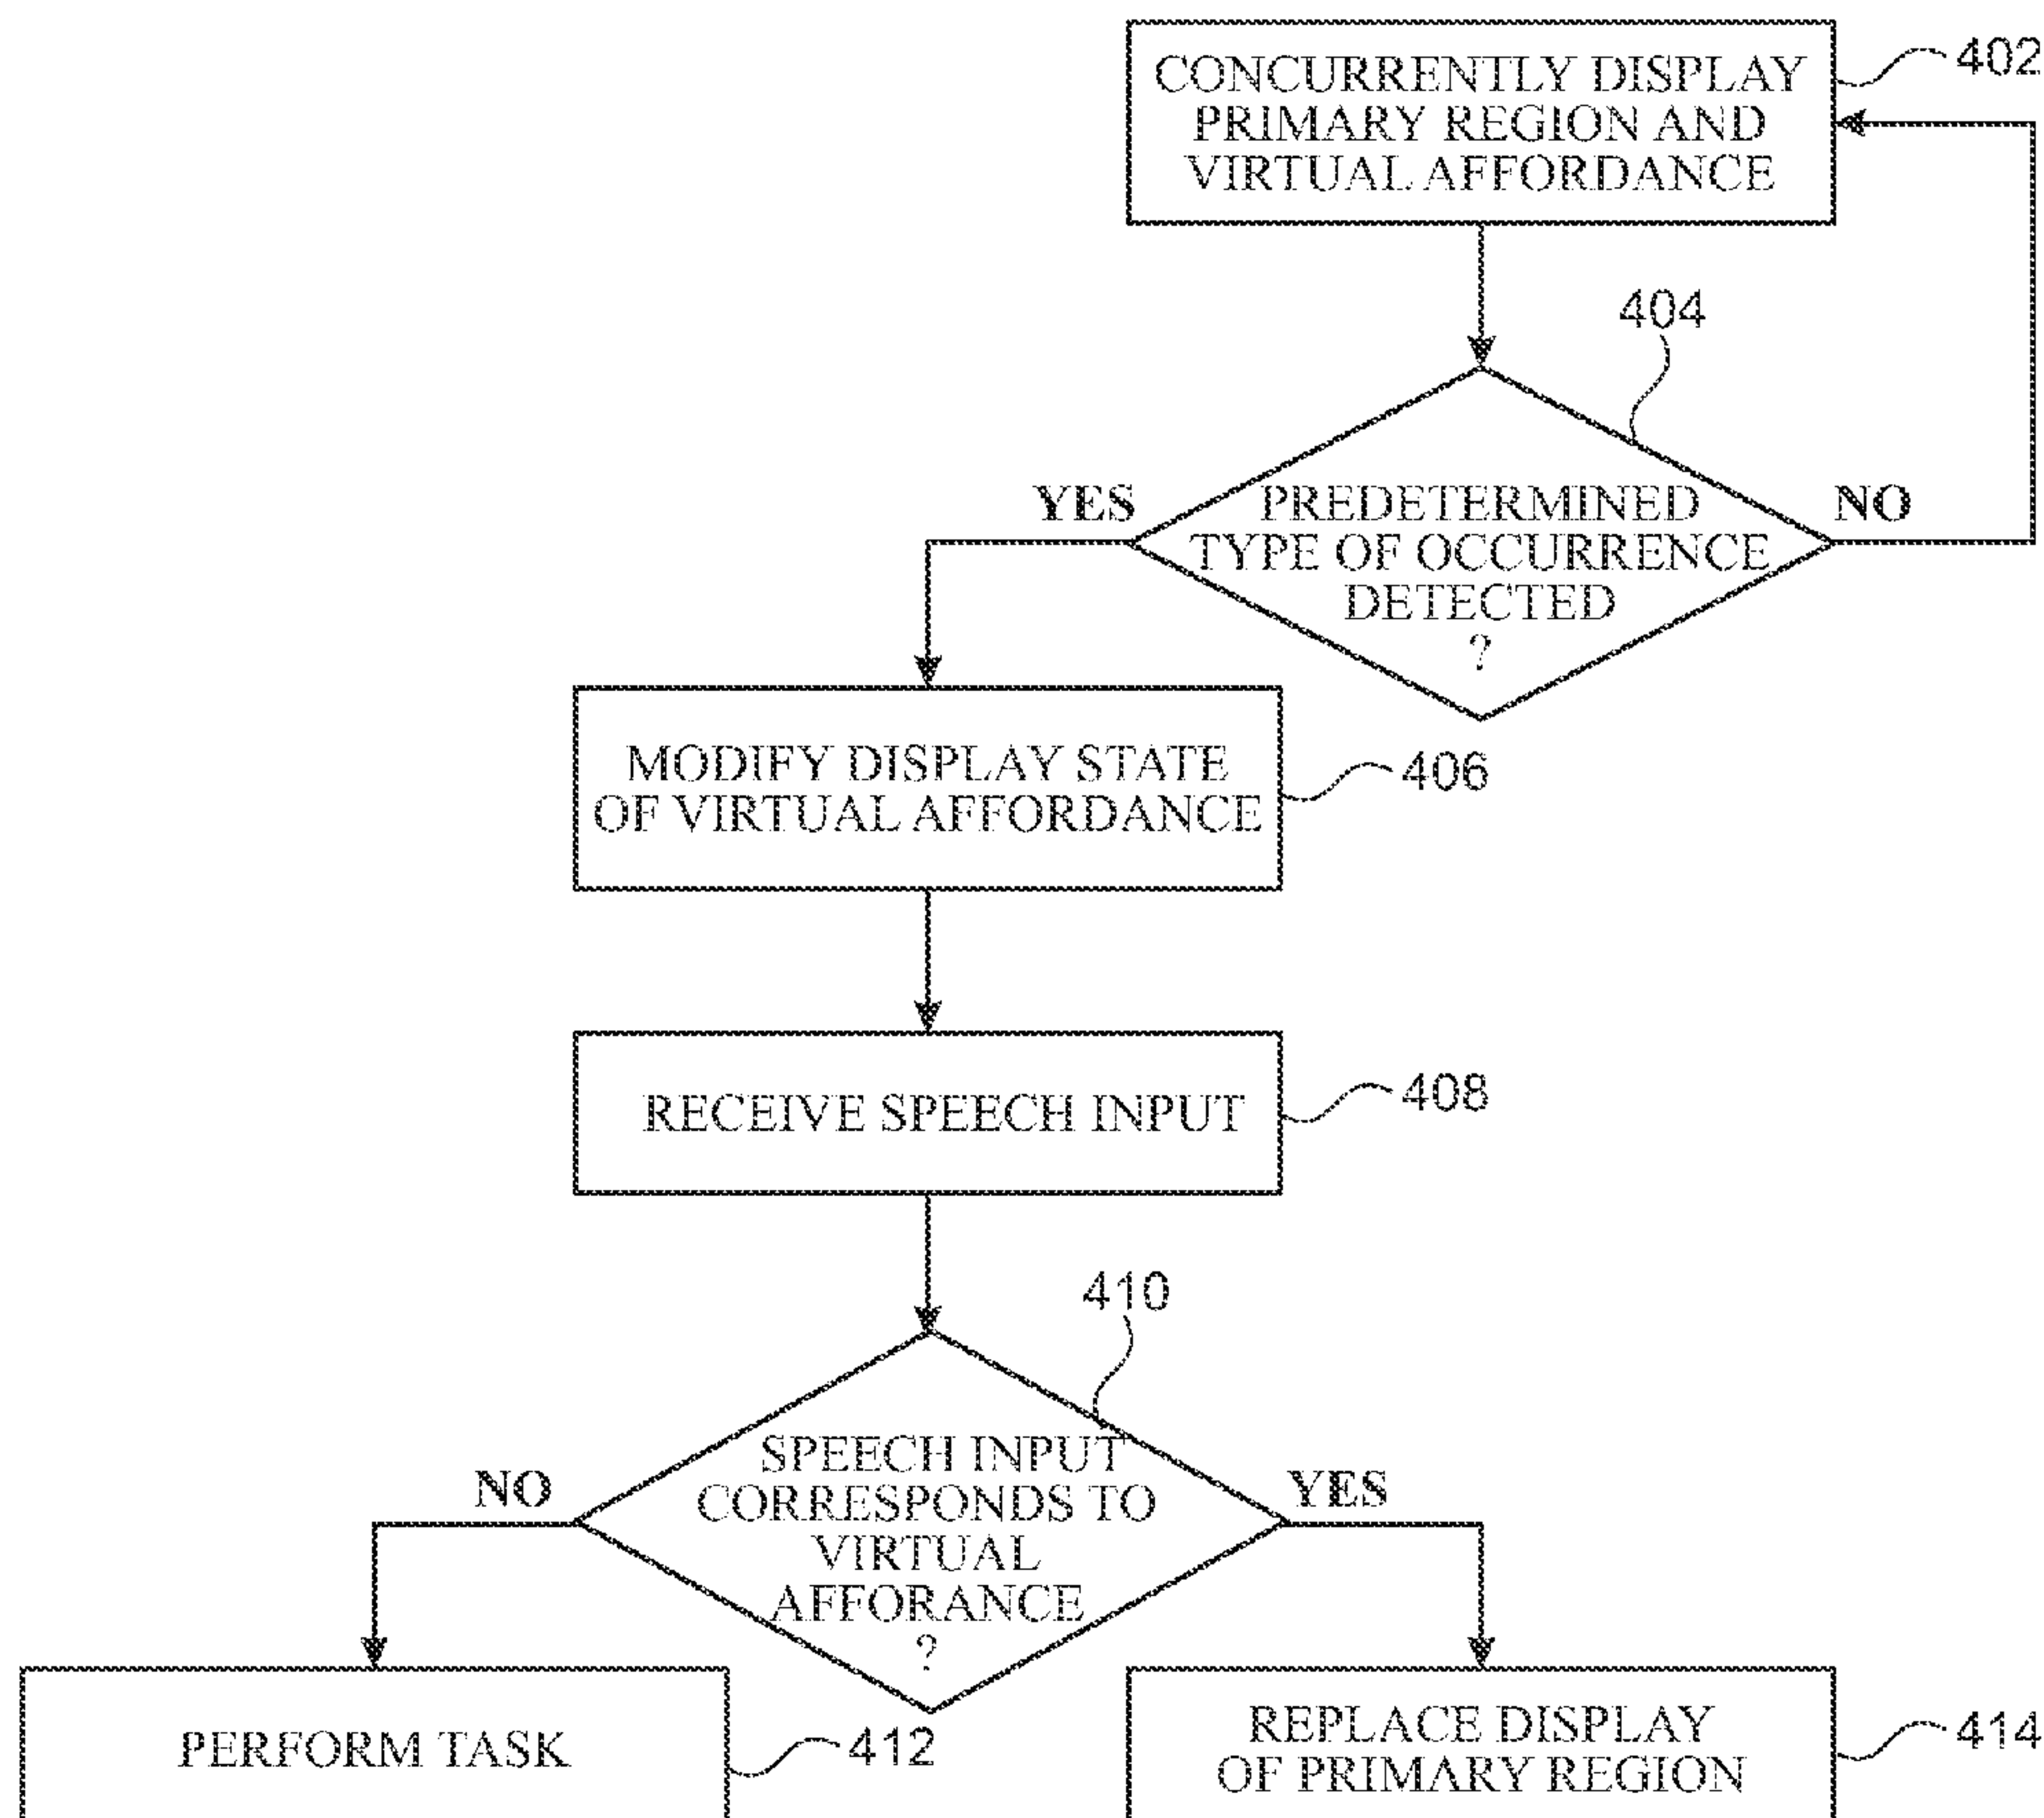 CONCURRENTLY DISPLAY
PRIMARY REGION AND
VIRTUAL AFFORDANCE
402
404
YES
PREDETERMINED
TYPE OF OCCURRENCE
DETECTED
?
NO
MODIFY DISPLAY STATE
OF VIRTUAL AFFORDANCE
406
RECEIVE SPEECH INPUT
408
410
NO
SPEECH INPUT
CORRESPONDS TO
VIRTUAL
AFFORANCE
?
YES
PERFORM TASK
412
REPLACE DISPLAY
OF PRIMARY REGION
414